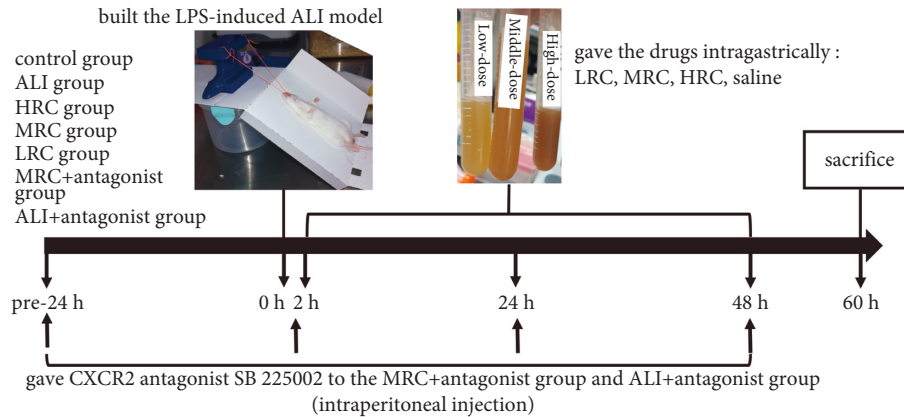 built the LPS-induced ALI model
control group
ALI group
HRC group
MRC group
LRC group
MRC+antagonist
group
ALI+antagonist group
Low-dose
Middle-dose
High-dose
gave the drugs intragastrically :
LRC, MRC, HRC, saline
sacrifice
pre-24 h
0 h
2 h
24 h
48 h
60 h
gave CXCR2 antagonist SB 225002 to the MRC+antagonist group and ALI+antagonist group
(intraperitoneal injection)